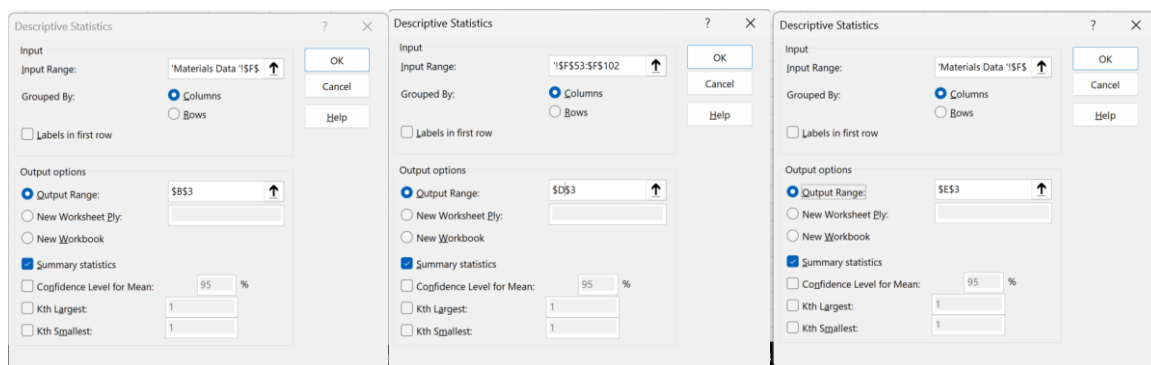 Descriptive Statistics
?
Input
Input Range:
'Materials Data '!$F$
OK
Grouped By:
Columns
Cancel
Rows
Help
Labels in first row
Output options
Output Range:
$B$3
New Worksheet Ply:
New Workbook
Summary statistics
Confidence Level for Mean:
95 %
Kth Largest:
1
Kth Smallest:
1
Descriptive Statistics
?
Input
Input Range:
'!$F$53:$F$102
OK
Grouped By:
Columns
Cancel
Rows
Help
Labels in first row
Output options
Output Range:
$D$3
New Worksheet Ply:
New Workbook
Summary statistics
Confidence Level for Mean:
95 %
Kth Largest:
1
Kth Smallest:
1
Descriptive Statistics
?
Input
Input Range:
'Materials Data '!$F$
OK
Grouped By:
Columns
Cancel
Rows
Help
Labels in first row
Output options
Output Range:
$E$3
New Worksheet Ply:
New Workbook
Summary statistics
Confidence Level for Mean:
95 %
Kth Largest:
1
Kth Smallest:
1